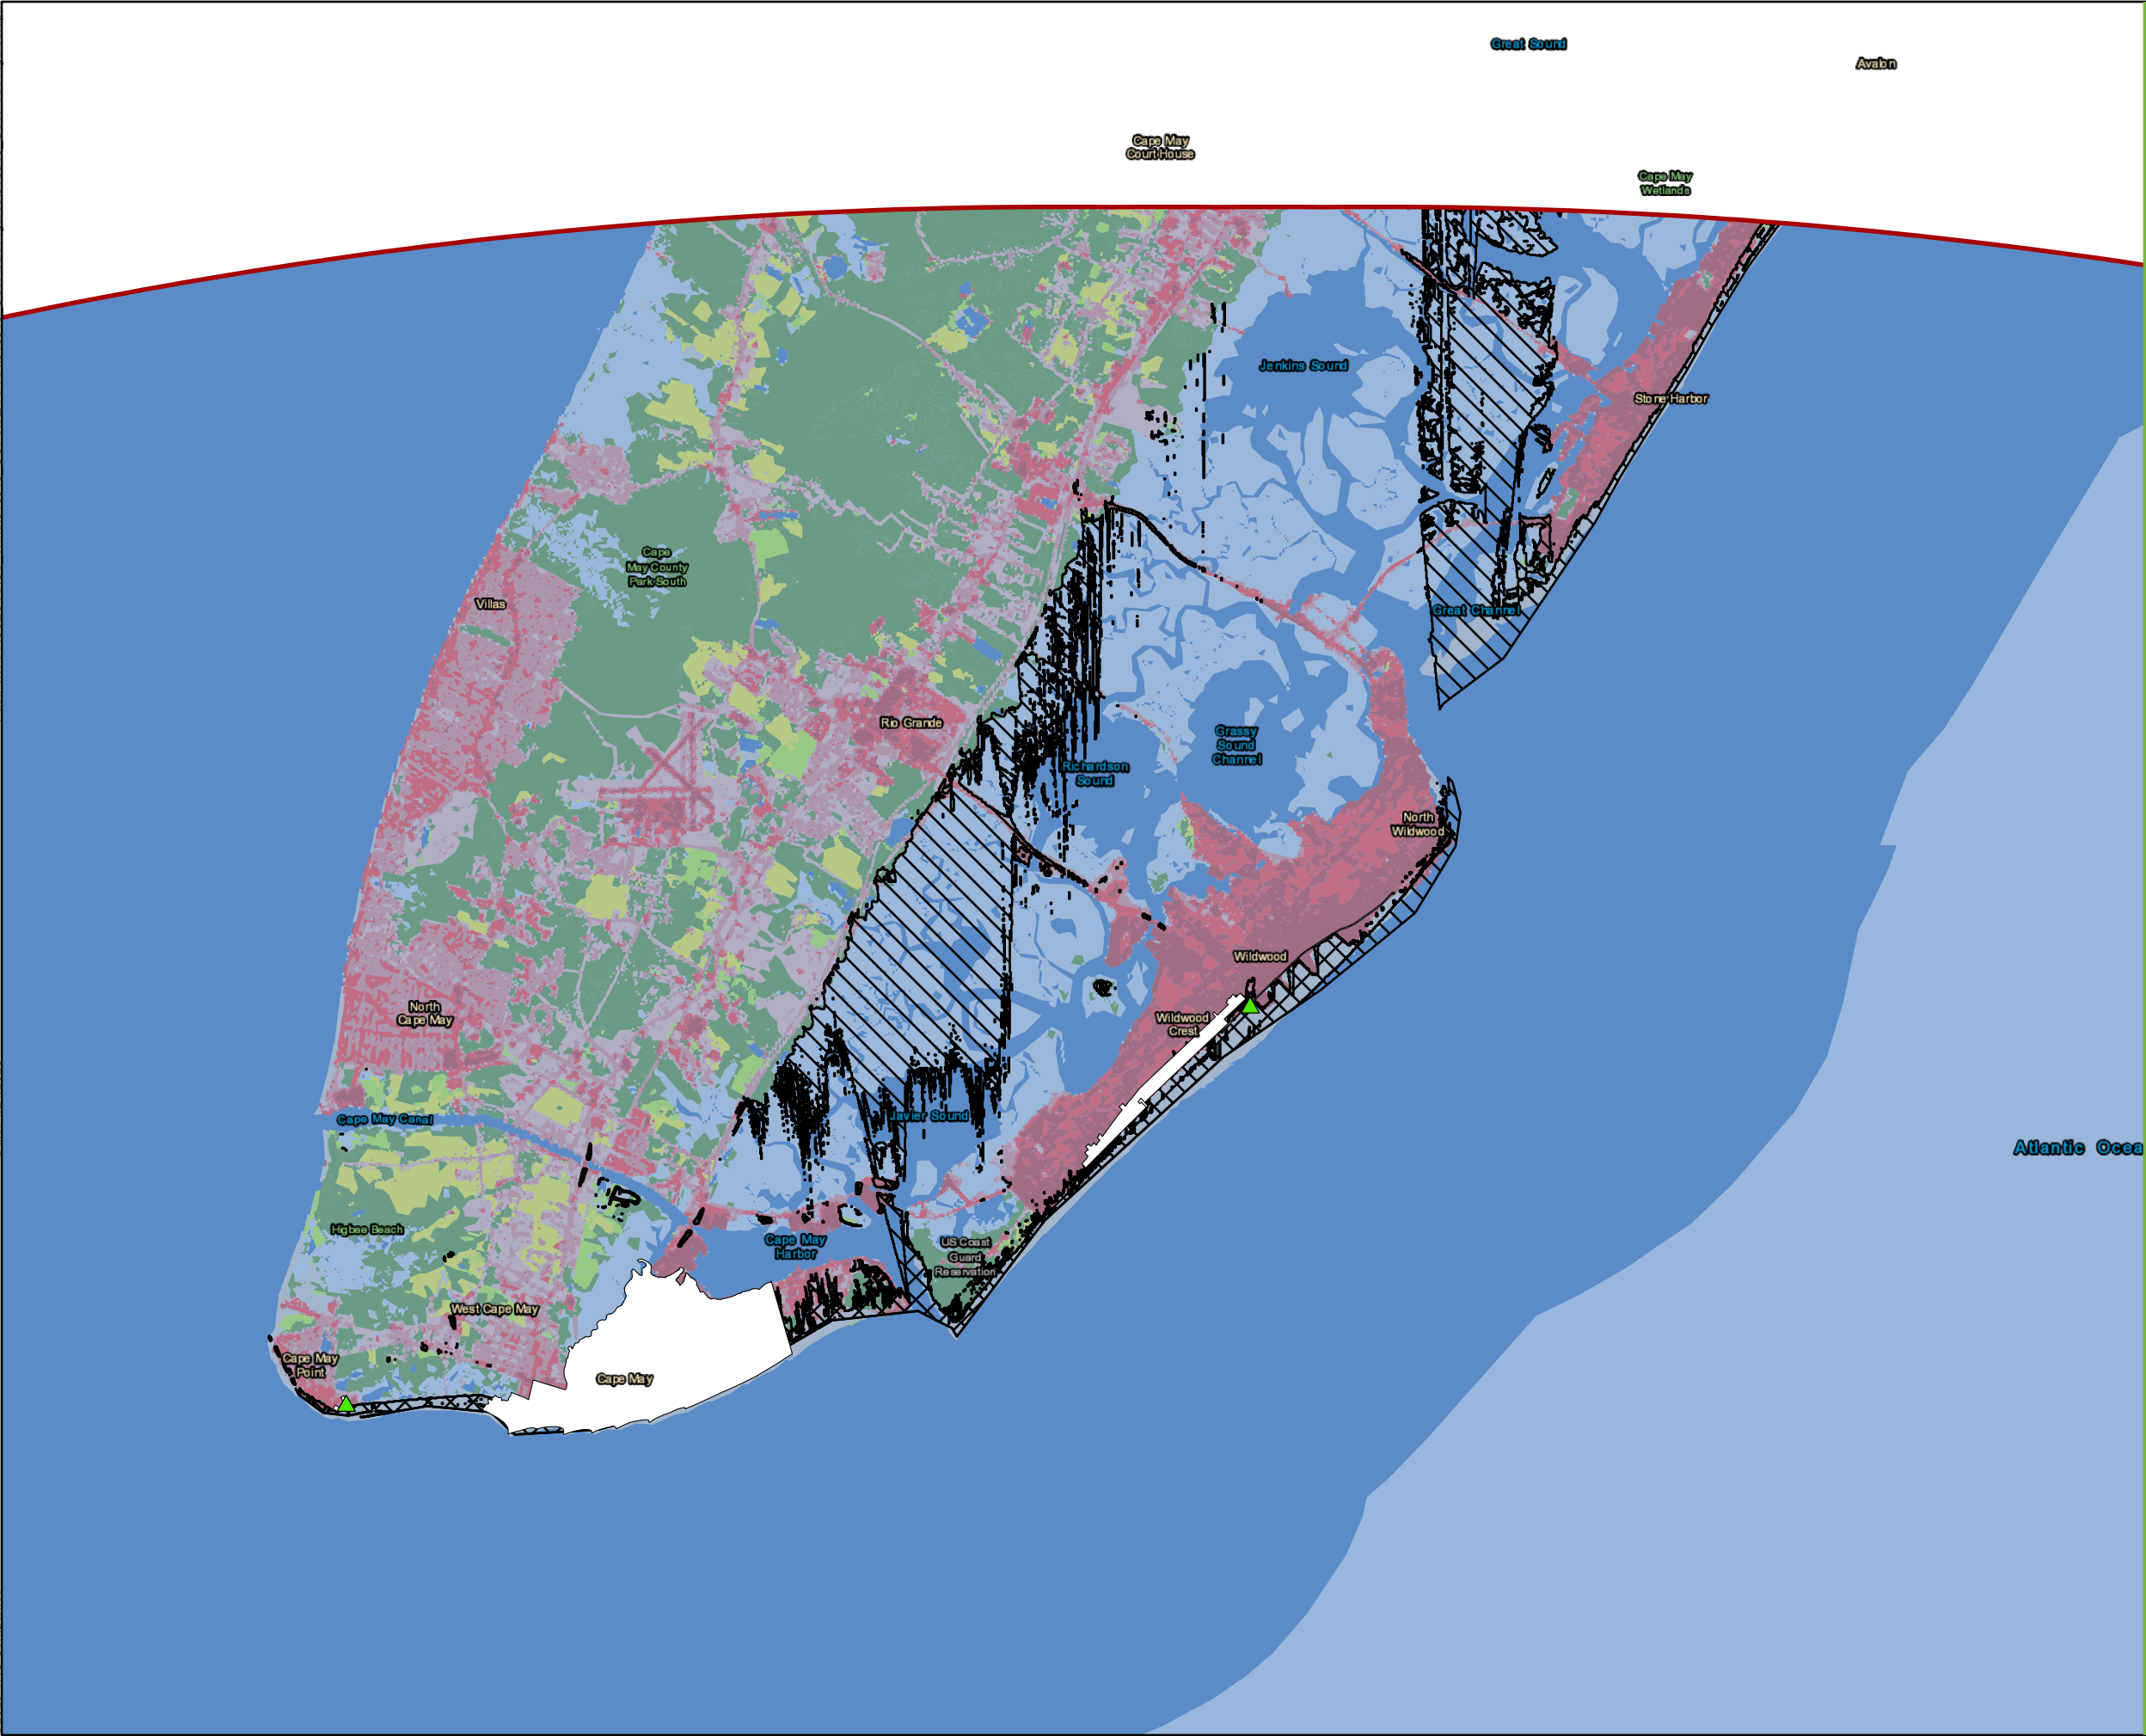 Great Sound
Avalon
Cape May
Court House
Cape May
Wetlands
Jenkins Sound
Stone Harbor
Cape
May County
Park South
Villas
Great Channel
Rio Grande
Grassy
Sound
Channel
Richardson
Sound
North
Wildwood
Wildwood
North
Cape May
Wildwood
Crest
Cape May Canal
Javier Sound
Atlantic Ocea
Higbee Beach
Cape May
Harbor
US Coast
Guard
Reservation
West Cape May
Cape May
Point
Cape May